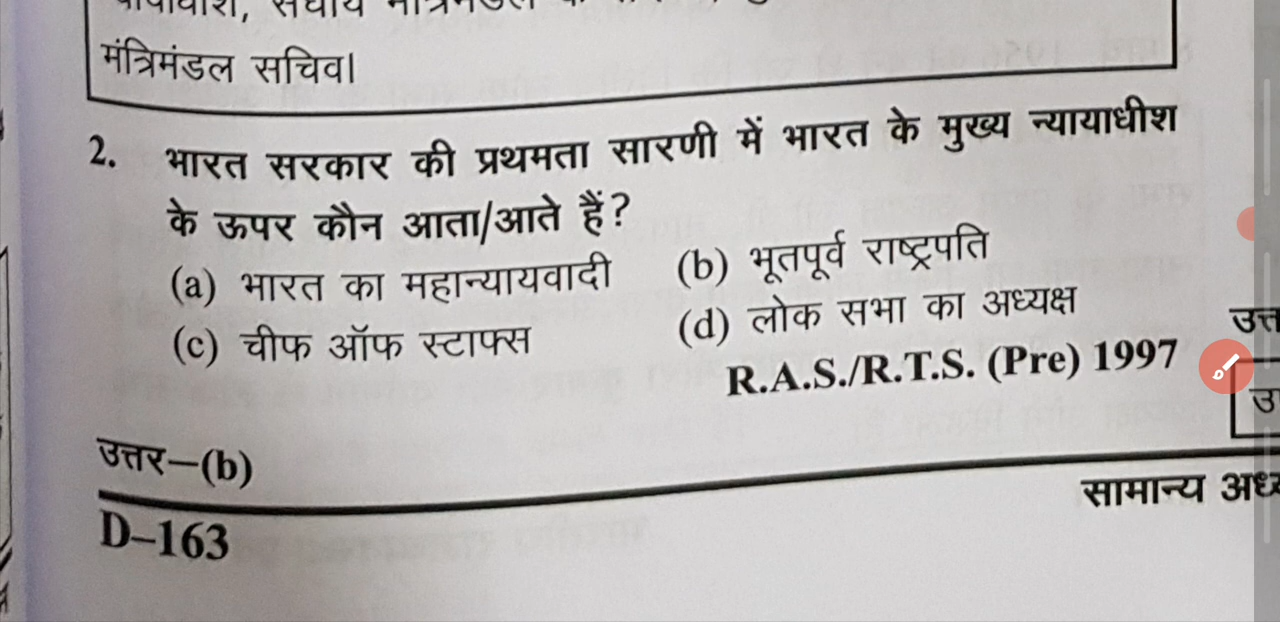 मंत्रिमंडल सचिव।
2. भारत सरकार की प्रथमता सारणी में भारत के मुख्य न्यायाधीश
के ऊपर कौन आता/आते हैं?
(a) भारत का महान्यायवादी (b) भूतपूर्व राष्ट्रपति
(c) चीफ ऑफ स्टाफ्स (d) लोक सभा का अध्यक्ष
R.A.S./R.T.S. (Pre) 1997
उत्तर–(b)
D–163
सामान्य